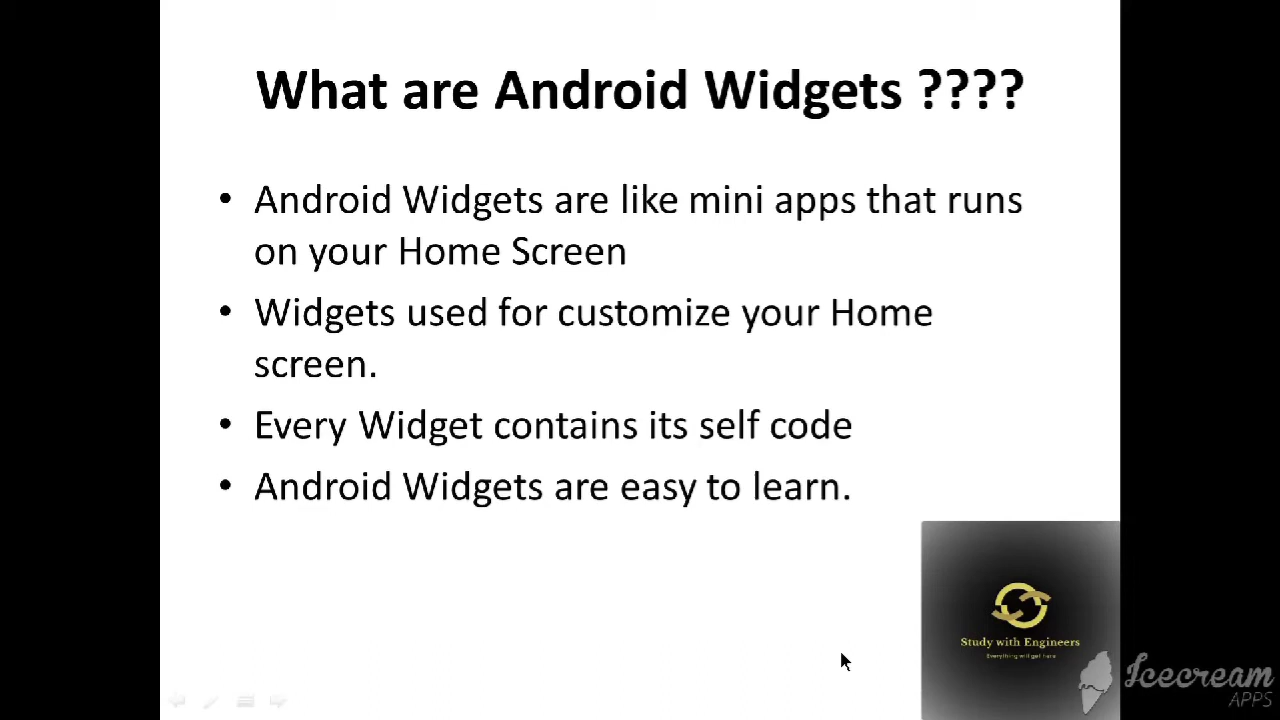 What are Android Widgets ????
• Android Widgets are like mini apps that runs
on your Home Screen
• Widgets used for customize your Home
screen.
• Every Widget contains its self code
• Android Widgets are easy to learn.
Study with Engineers
Everything will get here
Icecream
APPS